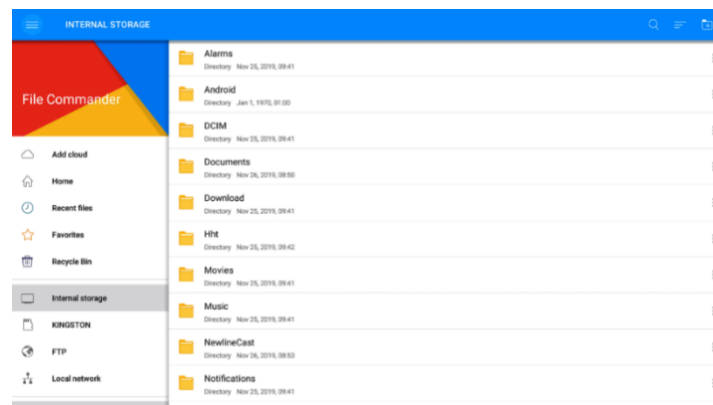 INTERNAL STORAGE
File Commander
Add cloud
Home
Recent files
Favorites
Recycle Bin
Internal storage
KINGSTON
FTP
Local network
Alarms
Directory Nov 25, 2019, 09:41
Android
Directory Jan 1, 1970, 01:00
DCIM
Directory Nov 25, 2019, 09:41
Documents
Directory Nov 26, 2019, 08:50
Download
Directory Nov 25, 2019, 09:41
Hht
Directory Nov 25, 2019, 09:42
Movies
Directory Nov 25, 2019, 09:41
Music
Directory Nov 25, 2019, 09:41
NewlineCast
Directory Nov 26, 2019, 08:53
Notifications
Directory Nov 25, 2019, 09:41